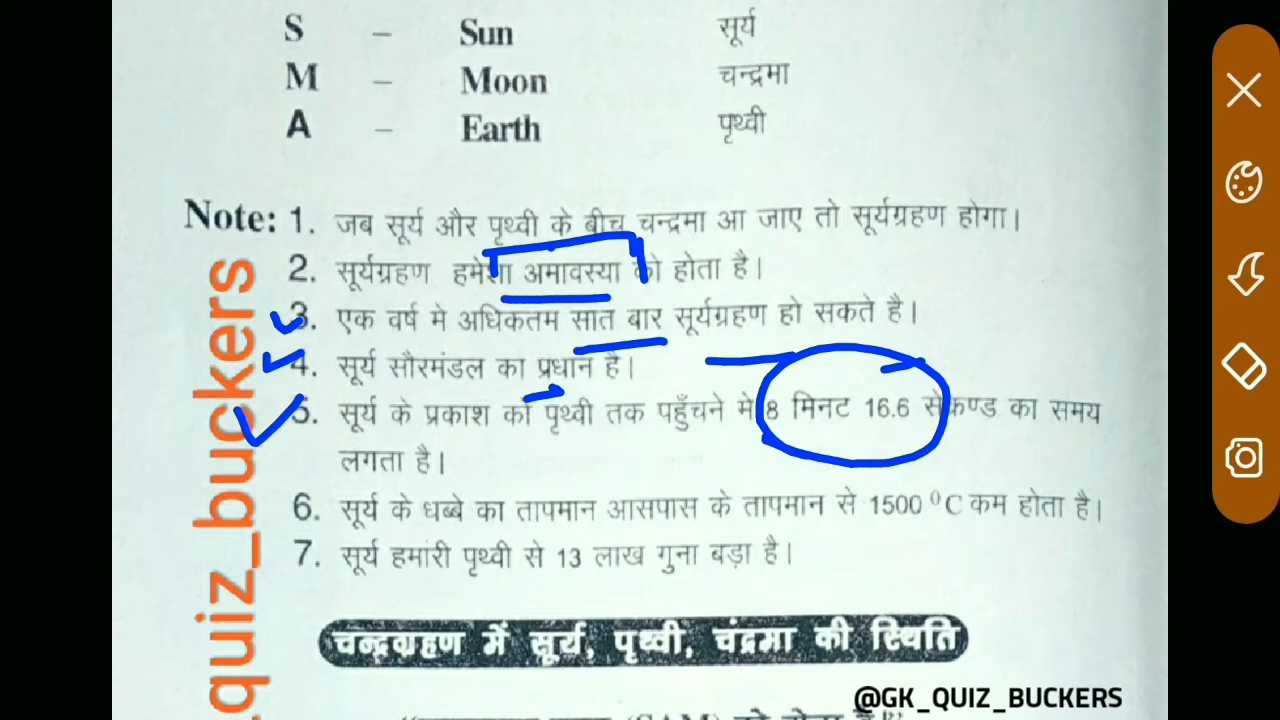 S – Sun सूर्य
M – Moon चन्द्रमा
A – Earth पृथ्वी
Note: 1. जब सूर्य और पृथ्वी के बीच चन्द्रमा आ जाए तो सूर्यग्रहण होगा।
2. सूर्यग्रहण हमेशा अमावस्या को होता है।
3. एक वर्ष मे अधिकतम सात बार सूर्यग्रहण हो सकते है।
4. सूर्य सौरमंडल का प्रधान है।
5. सूर्य के प्रकाश को पृथ्वी तक पहुँचने मे 8 मिनट 16.6 सेकण्ड का समय
लगता है।
6. सूर्य के धब्बे का तापमान आसपास के तापमान से 1500 ⁰C कम होता है।
7. सूर्य हमारी पृथ्वी से 13 लाख गुना बड़ा है।
चन्द्रग्रहण में सूर्य, पृथ्वी, चंद्रमा की स्थिति
(SAM)
@GK_QUIZ_BUCKERS
_quiz_buckers